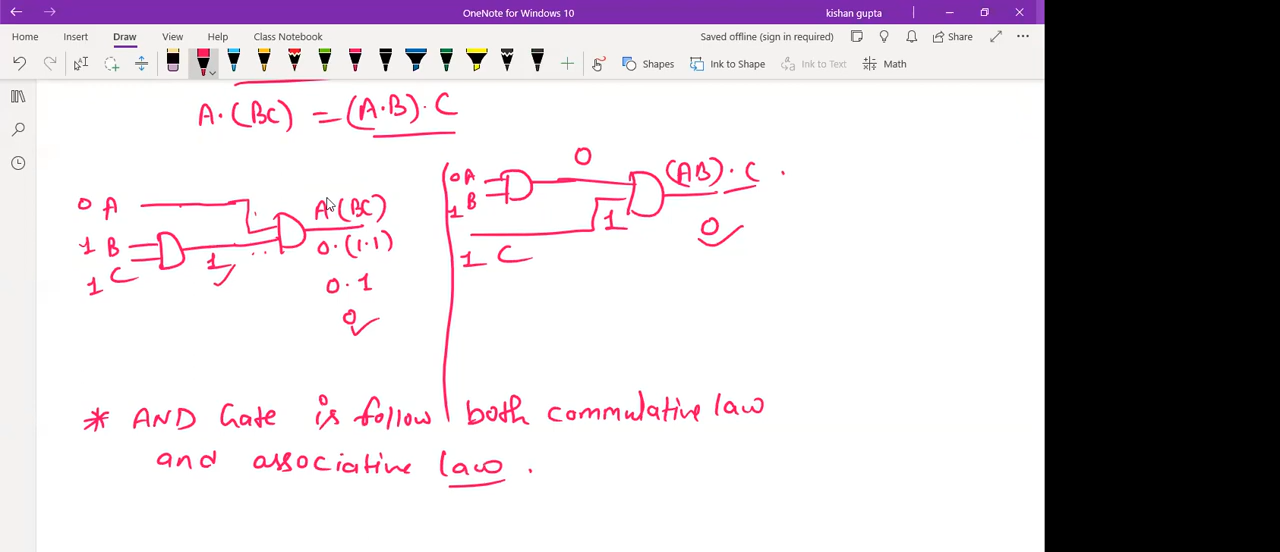 OneNote for Windows 10
kishan gupta
Home Insert Draw View Help Class Notebook
Saved offline (sign in required)
Share
Shapes
Ink to Shape
Ink to Text
Math
A.(BC) = (A.B).C
0 A
1 B
1 C
1
A.(BC)
0.(1.1)
0.1
0
0 A
1 B
1 C
0
1
(AB).C.
0
* AND Gate is follow both commulative law
and associative law.